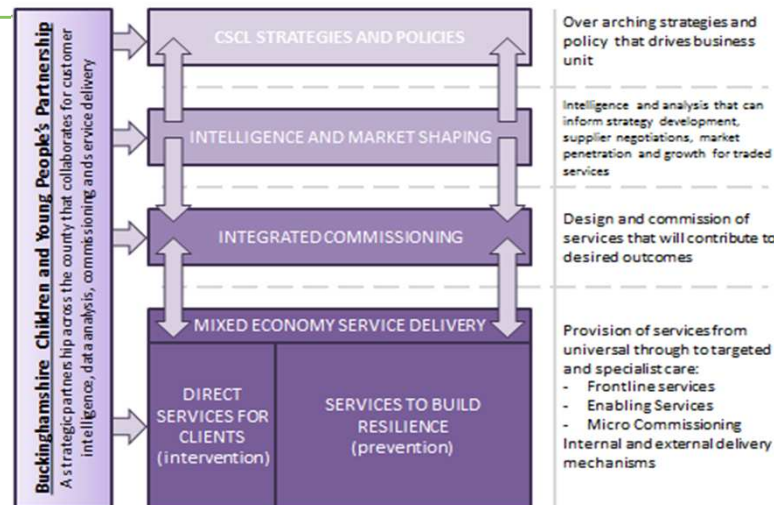 Buckinghamshire Children and Young People's Partnership
A strategic partnership across the county that collaborates for customer
intelligence, data analysis, commissioning and service delivery
CSCL STRATEGIES AND POLICIES
Over arching strategies and
policy that drives business
unit
INTELLIGENCE AND MARKET SHAPING
Intelligence and analysis that can
inform strategy development,
supplier negotiations, market
penetration and growth for traded
services
INTEGRATED COMMISSIONING
Design and commission of
services that will contribute to
desired outcomes
MIXED ECONOMY SERVICE DELIVERY
DIRECT
SERVICES FOR
CLIENTS
(intervention)
SERVICES TO BUILD
RESILIENCE
(prevention)
Provision of services from
universal through to targeted
and specialist care:
- Frontline services
- Enabling Services
- Micro Commissioning
Internal and external delivery
mechanisms